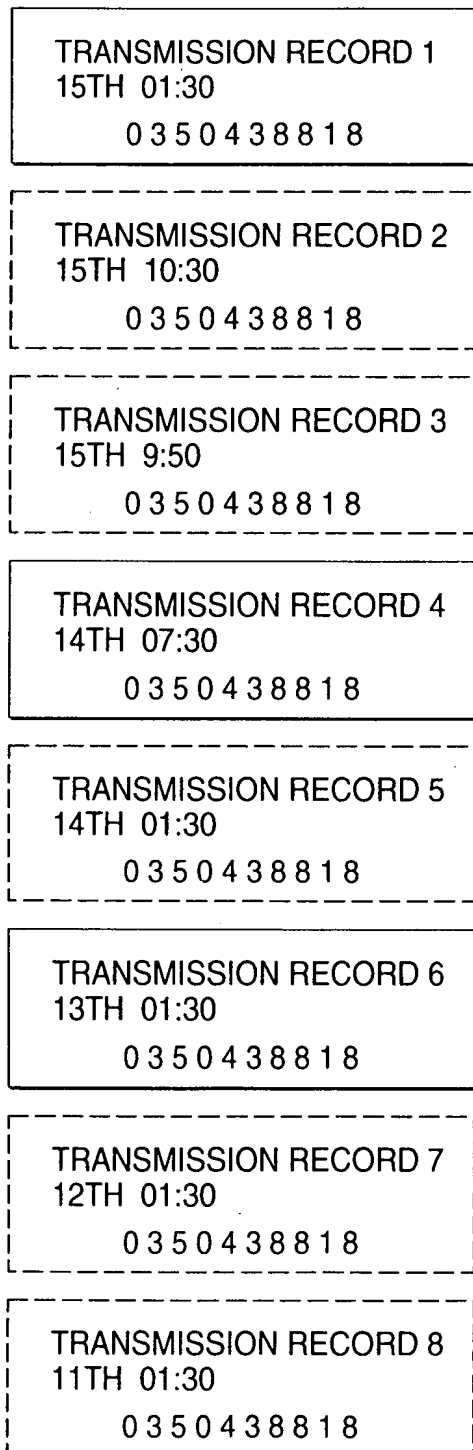 TRANSMISSION RECORD 1
15TH 01:30
0350438818
TRANSMISSION RECORD 2
15TH 10:30
0350438818
TRANSMISSION RECORD 3
15TH 9:50
0350438818
TRANSMISSION RECORD 4
14TH 07:30
0350438818
TRANSMISSION RECORD 5
14TH 01:30
0350438818
TRANSMISSION RECORD 6
13TH 01:30
0350438818
TRANSMISSION RECORD 7
12TH 01:30
0350438818
TRANSMISSION RECORD 8
11TH 01:30
0350438818